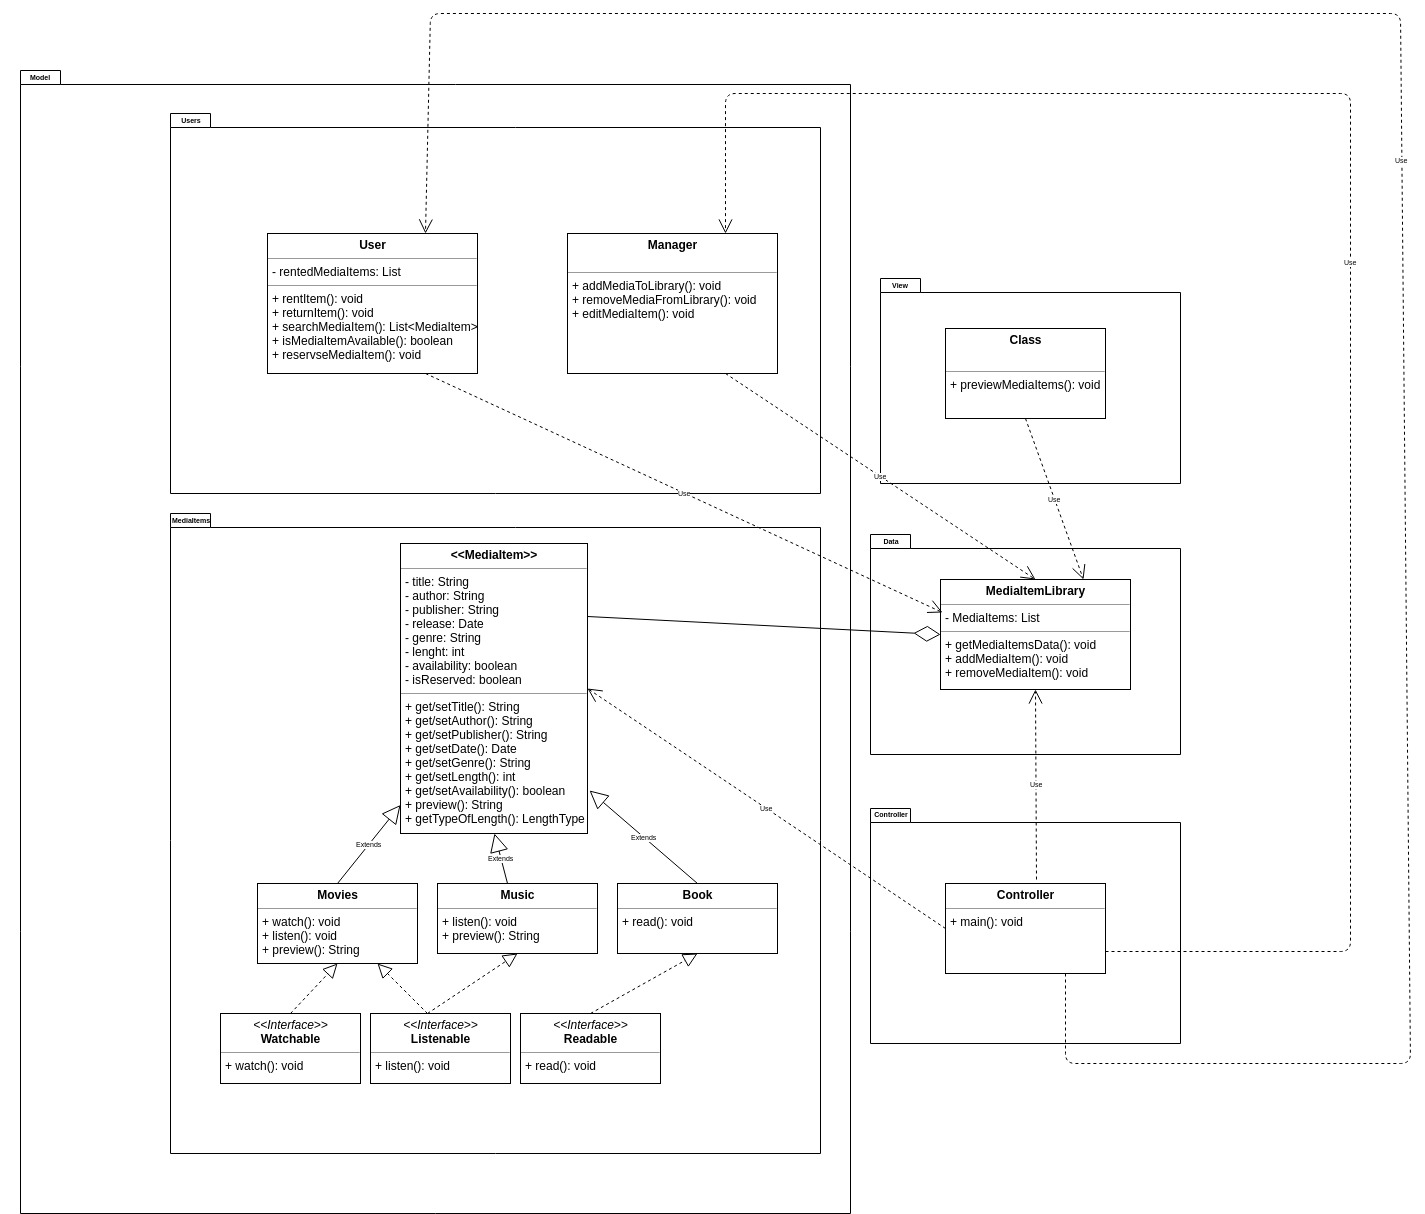 Model
Users
User
- rentedMediaItems: List
+ rentItem(): void
+ returnItem(): void
+ searchMediaItem(): List<MediaItem>
+ isMediaItemAvailable(): boolean
+ reservseMediaItem(): void
Manager
+ addMediaToLibrary(): void
+ removeMediaFromLibrary(): void
+ editMediaItem(): void
Use
Use
View
Class
+ previewMediaItems(): void
Use
Use
Use
MediaItems
<<MediaItem>>
- title: String
- author: String
- publisher: String
- release: Date
- genre: String
- lenght: int
- availability: boolean
- isReserved: boolean
+ get/setTitle(): String
+ get/setAuthor(): String
+ get/setPublisher(): String
+ get/setDate(): Date
+ get/setGenre(): String
+ get/setLength(): int
+ get/setAvailability(): boolean
+ preview(): String
+ getTypeOfLength(): LengthType
Data
MediaItemLibrary
- MediaItems: List
+ getMediaItemsData(): void
+ addMediaItem(): void
+ removeMediaItem(): void
Use
Use
Extends
Extends
Extends
Movies
+ watch(): void
+ listen(): void
+ preview(): String
Music
+ listen(): void
+ preview(): String
Book
+ read(): void
Controller
Controller
+ main(): void
<<Interface>>
Watchable
+ watch(): void
<<Interface>>
Listenable
+ listen(): void
<<Interface>>
Readable
+ read(): void